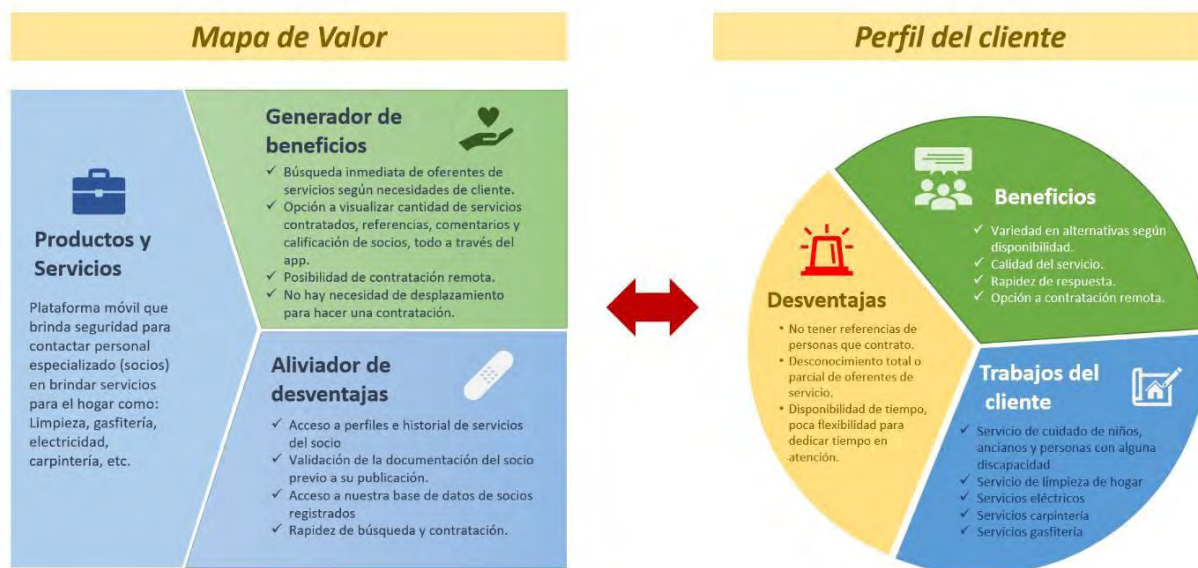 Mapa de Valor
Productos y
Servicios
Plataforma móvil que
brinda seguridad para
contactar personal
especializado (socios)
en brindar servicios
para el hogar como:
Limpieza, gasfitería,
electricidad,
carpintería, etc.
Generador de
beneficios
✓ Búsqueda inmediata de oferentes de
servicios según necesidades de cliente.
✓ Opción a visualizar cantidad de servicios
contratados, referencias, comentarios y
calificación de socios, todo a través del
app.
✓ Posibilidad de contratación remota.
✓ No hay necesidad de desplazamiento
para hacer una contratación.
Aliviador de
desventajas
✓ Acceso a perfiles e historial de servicios
del socio
✓ Validación de la documentación del socio
previo a su publicación.
✓ Acceso a nuestra base de datos de socios
registrados
✓ Rapidez de búsqueda y contratación.
Perfil del cliente
Beneficios
✓ Variedad en alternativas según
disponibilidad.
✓ Calidad del servicio.
✓ Rapidez de respuesta.
✓ Opción a contratación remota.
Desventajas
• No tener referencias de
personas que contrato.
• Desconocimiento total o
parcial de oferentes de
servicio.
• Disponibilidad de tiempo,
poca flexibilidad para
dedicar tiempo en
atención.
Trabajos del
cliente
✓ Servicio de cuidado de niños,
ancianos y personas con alguna
discapacidad
✓ Servicio de limpieza de hogar
✓ Servicios eléctricos
✓ Servicios carpintería
✓ Servicios gasfitería